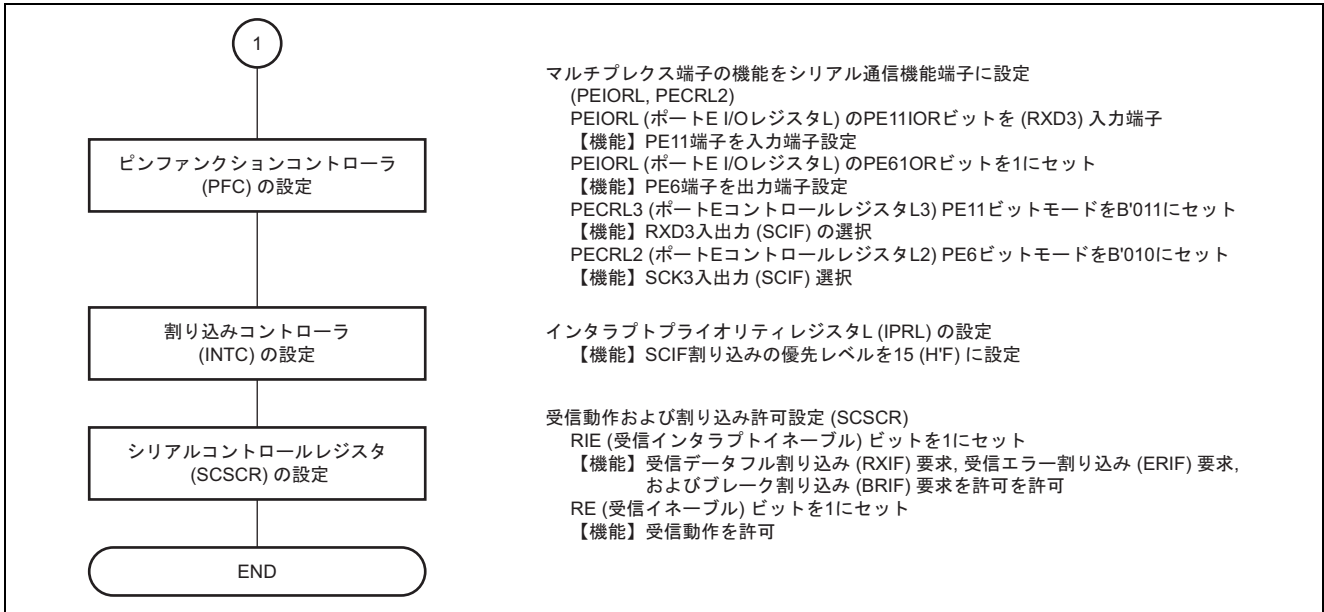 1
ピンファンクションコントローラ
(PFC) の設定
マルチプレクス端子の機能をシリアル通信機能端子に設定
(PEIORL, PECRL2)
PEIORL (ポートE I/OレジスタL) のPE11IORビットを (RXD3) 入力端子
【機能】PE11端子を入力端子設定
PEIORL (ポートE I/OレジスタL) のPE61ORビットを1にセット
【機能】PE6端子を出力端子設定
PECRL3 (ポートEコントロールレジスタL3) PE11ビットモードをB'011にセット
【機能】RXD3入出力 (SCIF) の選択
PECRL2 (ポートEコントロールレジスタL2) PE6ビットモードをB'010にセット
【機能】SCK3入出力 (SCIF) 選択
割り込みコントローラ
(INTC) の設定
インタラプトプライオリティレジスタL (IPRL) の設定
【機能】SCIF割り込みの優先レベルを15 (H'F) に設定
シリアルコントロールレジスタ
(SCSCR) の設定
受信動作および割り込み許可設定 (SCSCR)
RIE (受信インタラプトイネーブル) ビットを1にセット
【機能】受信データフル割り込み (RXIF) 要求, 受信エラー割り込み (ERIF) 要求,
およびブレーク割り込み (BRIF) 要求を許可を許可
RE (受信イネーブル) ビットを1にセット
【機能】受信動作を許可
END